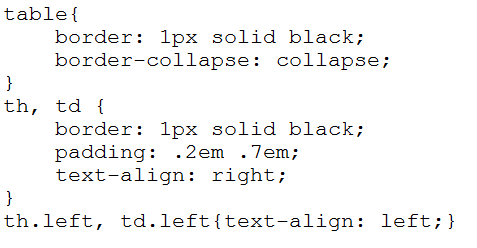 table{
    border: 1px solid black;
    border-collapse: collapse;
}
th, td {
    border: 1px solid black;
    padding: .2em .7em;
    text-align: right;
}
th.left, td.left{text-align: left;}